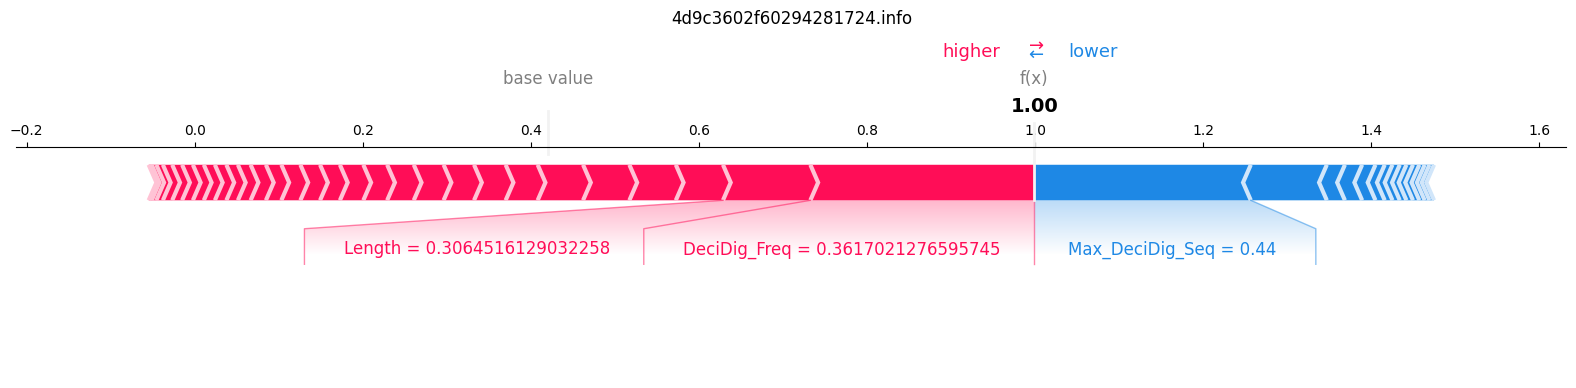 4d9c3602f60294281724.info
higher ⇄ lower
base value f(x)
1.00
−0.2 0.0 0.2 0.4 0.6 0.8 1.0 1.2 1.4 1.6
Length = 0.3064516129032258 DeciDig_Freq = 0.3617021276595745 Max_DeciDig_Seq = 0.44